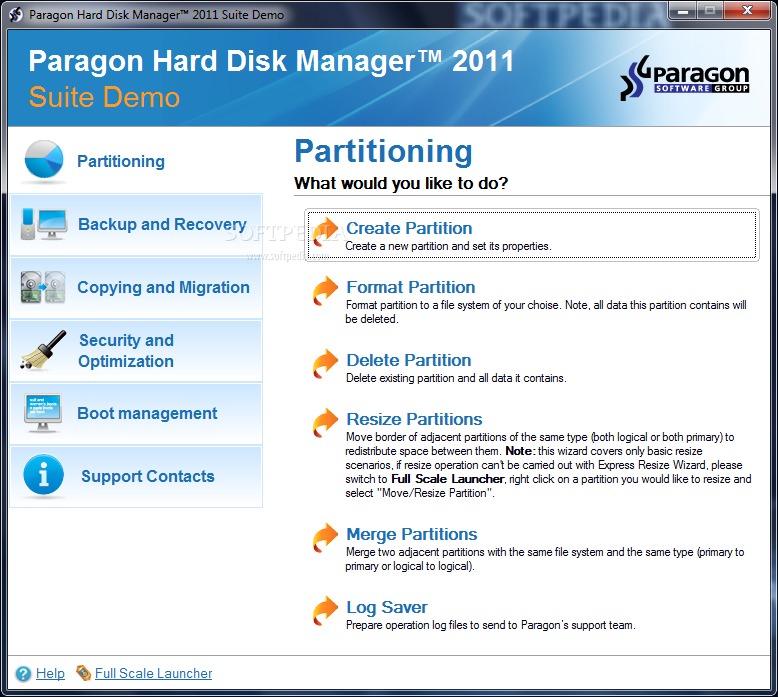 Paragon Hard Disk Manager™ 2011 Suite Demo
SOFTPEDIA
Paragon Hard Disk Manager™ 2011
Suite Demo
Paragon
SOFTWARE GROUP
Partitioning
Backup and Recovery
Copying and Migration
Security and
Optimization
Boot management
Support Contacts
Partitioning
What would you like to do?
SOFTPEDIA
www.softpedia.com
Create Partition
Create a new partition and set its properties.
Format Partition
Format partition to a file system of your choise. Note, all data this partition contains will
be deleted.
Delete Partition
Delete existing partition and all data it contains.
Resize Partitions
Move border of adjacent partitions of the same type (both logical or both primary) to
redistribute space between them. Note: this wizard covers only basic resize
scenarios, if resize operation can't be carried out with Express Resize Wizard, please
switch to Full Scale Launcher, right click on a partition you would like to resize and
select "Move/Resize Partition".
Merge Partitions
Merge two adjacent partitions with the same file system and the same type (primary to
primary or logical to logical).
Log Saver
Prepare operation log files to send to Paragon's support team.
Help
Full Scale Launcher